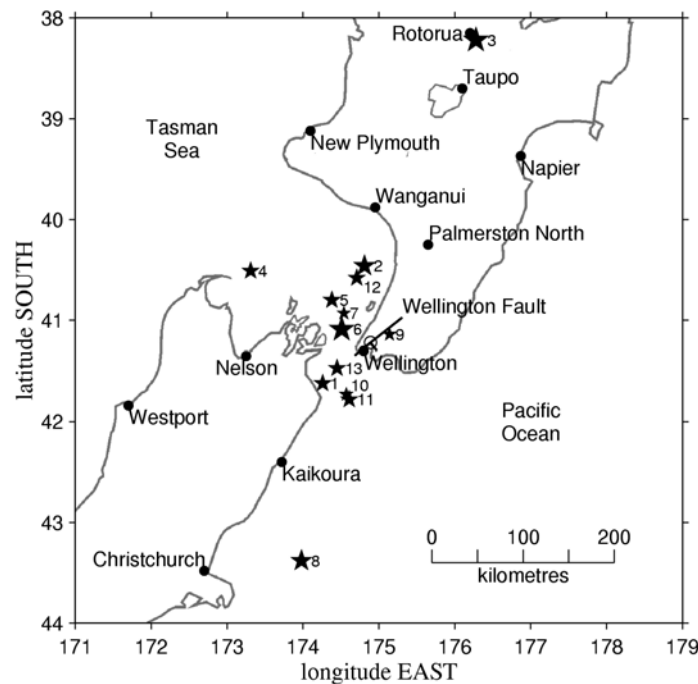 38
39
40
41
42
43
44
latitude SOUTH
Rotorua
3
Taupo
Tasman
Sea
New Plymouth
Napier
Wanganui
Palmerston North
4
2
12
5
7
Wellington Fault
6
9
Wellington
Nelson
13
1
10
11
Westport
Pacific
Ocean
Kaikoura
0
100
200
kilometres
Christchurch
8
171
172
173
174
175
176
177
178
179
longitude EAST